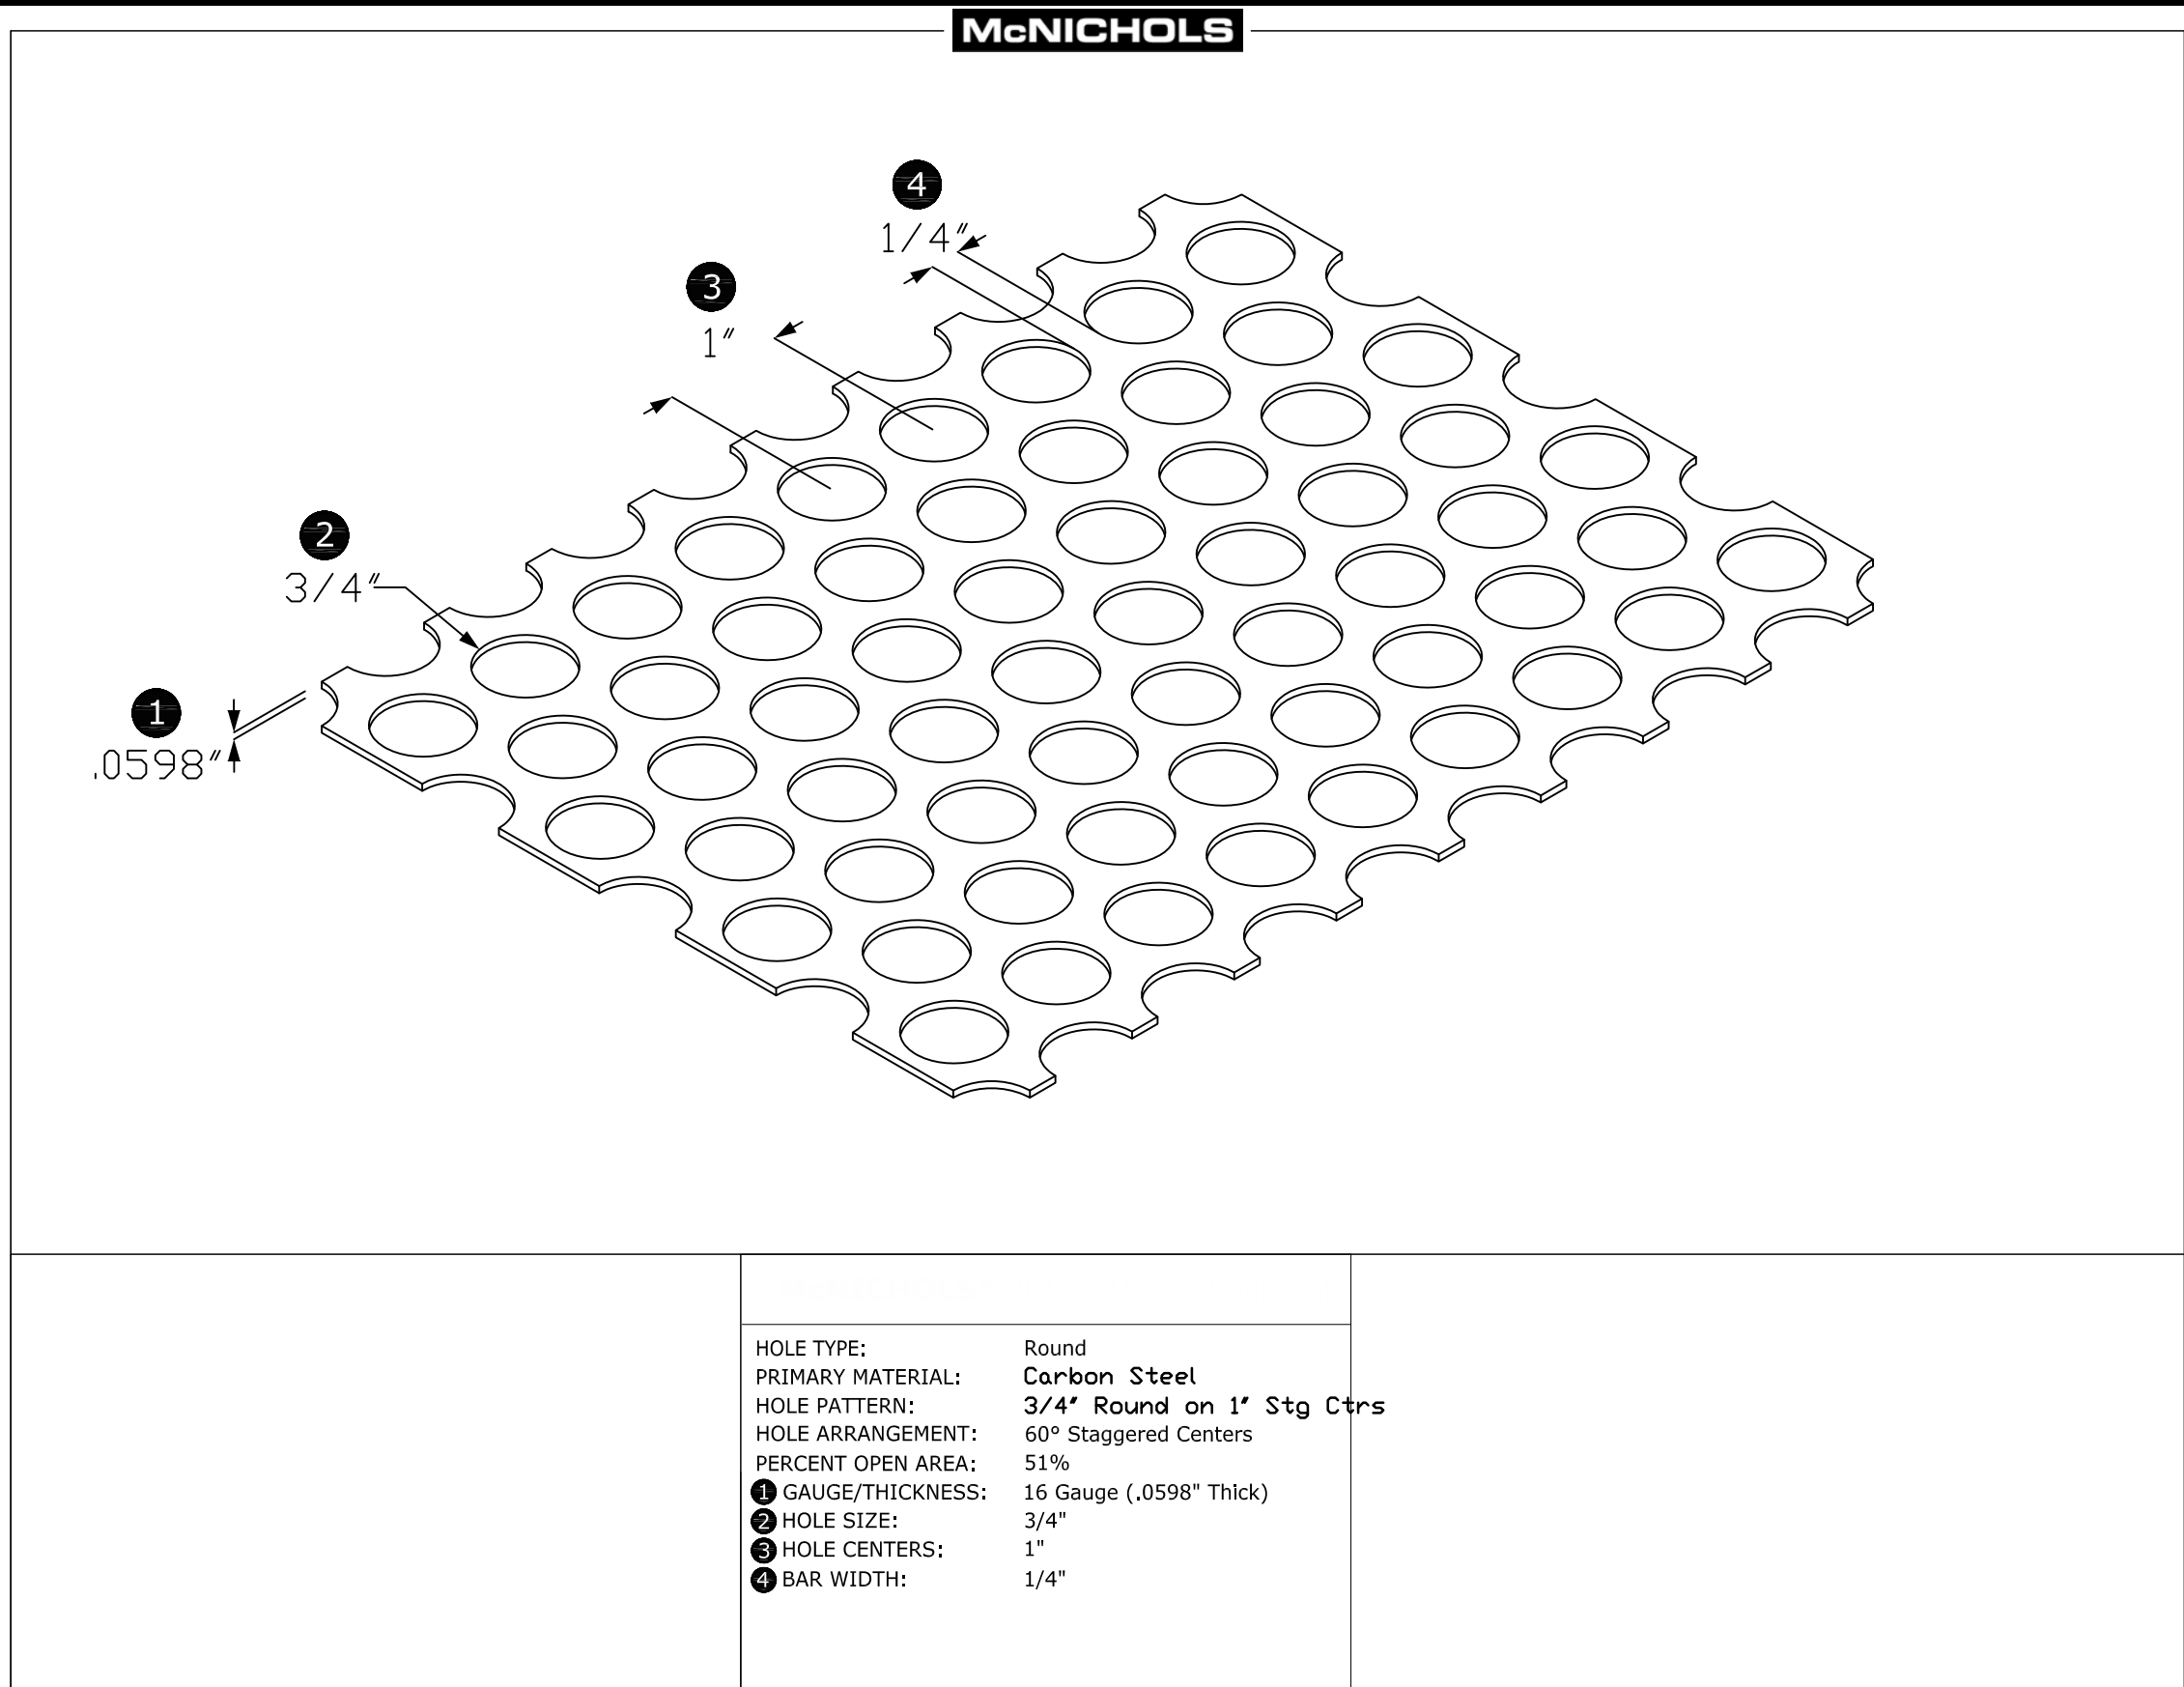 McNICHOLS
4
1/4"
3
1"
2
3/4"
1
.0598"
HOLE TYPE: Round
PRIMARY MATERIAL: Carbon Steel
HOLE PATTERN: 3/4" Round on 1" Stg Ctrs
HOLE ARRANGEMENT: 60° Staggered Centers
PERCENT OPEN AREA: 51%
1 GAUGE/THICKNESS: 16 Gauge (.0598" Thick)
2 HOLE SIZE: 3/4"
3 HOLE CENTERS: 1"
4 BAR WIDTH: 1/4"